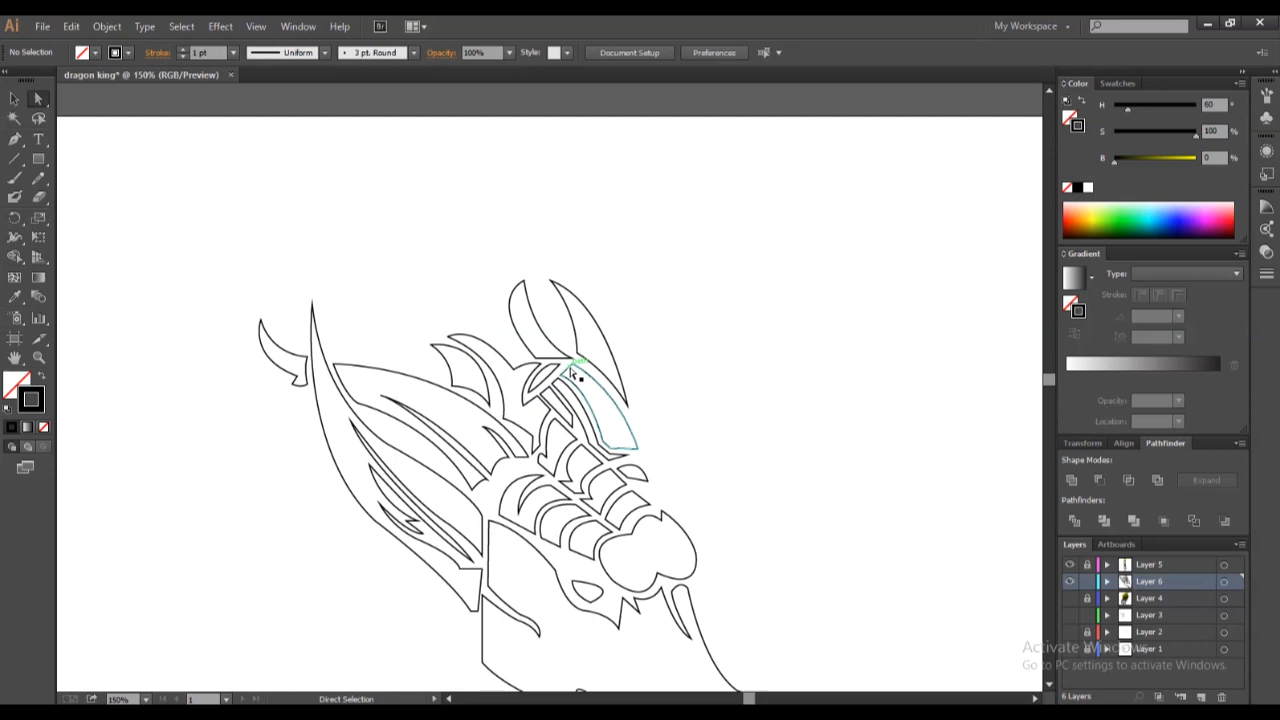 Ai File Edit Object Type Select Effect View Window Help Br My Workspace
No Selection Stroke: 1 pt Uniform 3 pt. Round Opacity: 100% Style: Document Setup Preferences
dragon king* @ 150% (RGB/Preview) ×
Color Swatches
H 60 °
S 100 %
B 0 %
Gradient
Type:
Stroke:
Opacity:
Location:
Transform Align Pathfinder
Shape Modes:
Expand
Pathfinders:
Layers Artboards
Layer 5
Layer 6
Layer 4
Layer 3
Layer 2
Layer 1
Activate Windows
Go to PC settings to activate Windows.
150% 1 Direct Selection 6 Layers